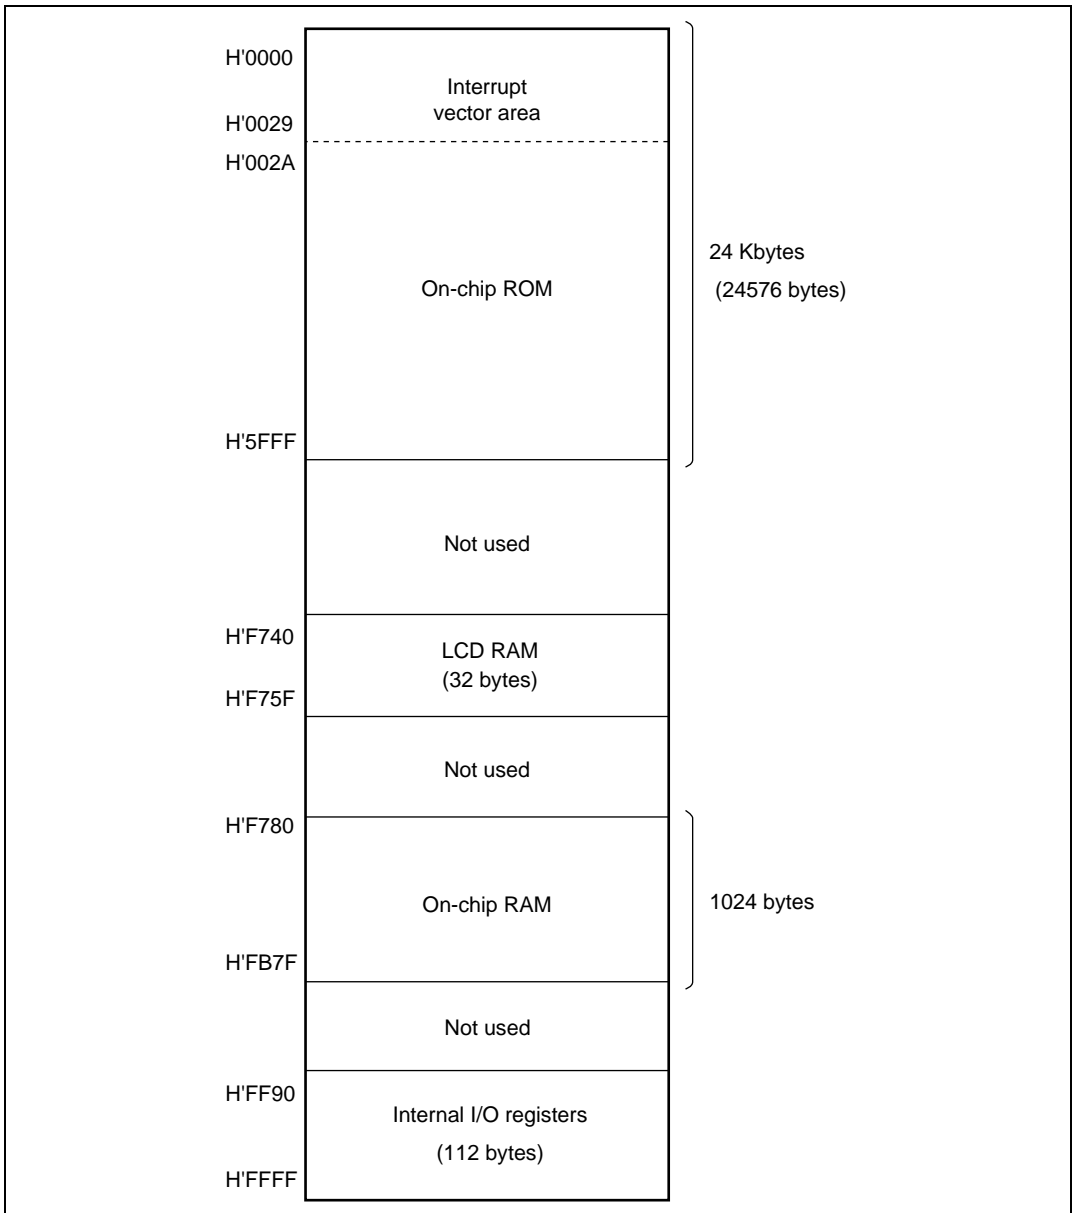 H'0000
Interrupt
vector area
H'0029
H'002A
24 Kbytes
(24576 bytes)
On-chip ROM
H'5FFF
Not used
H'F740
LCD RAM
(32 bytes)
H'F75F
Not used
H'F780
On-chip RAM
1024 bytes
H'FB7F
Not used
H'FF90
Internal I/O registers
(112 bytes)
H'FFFF